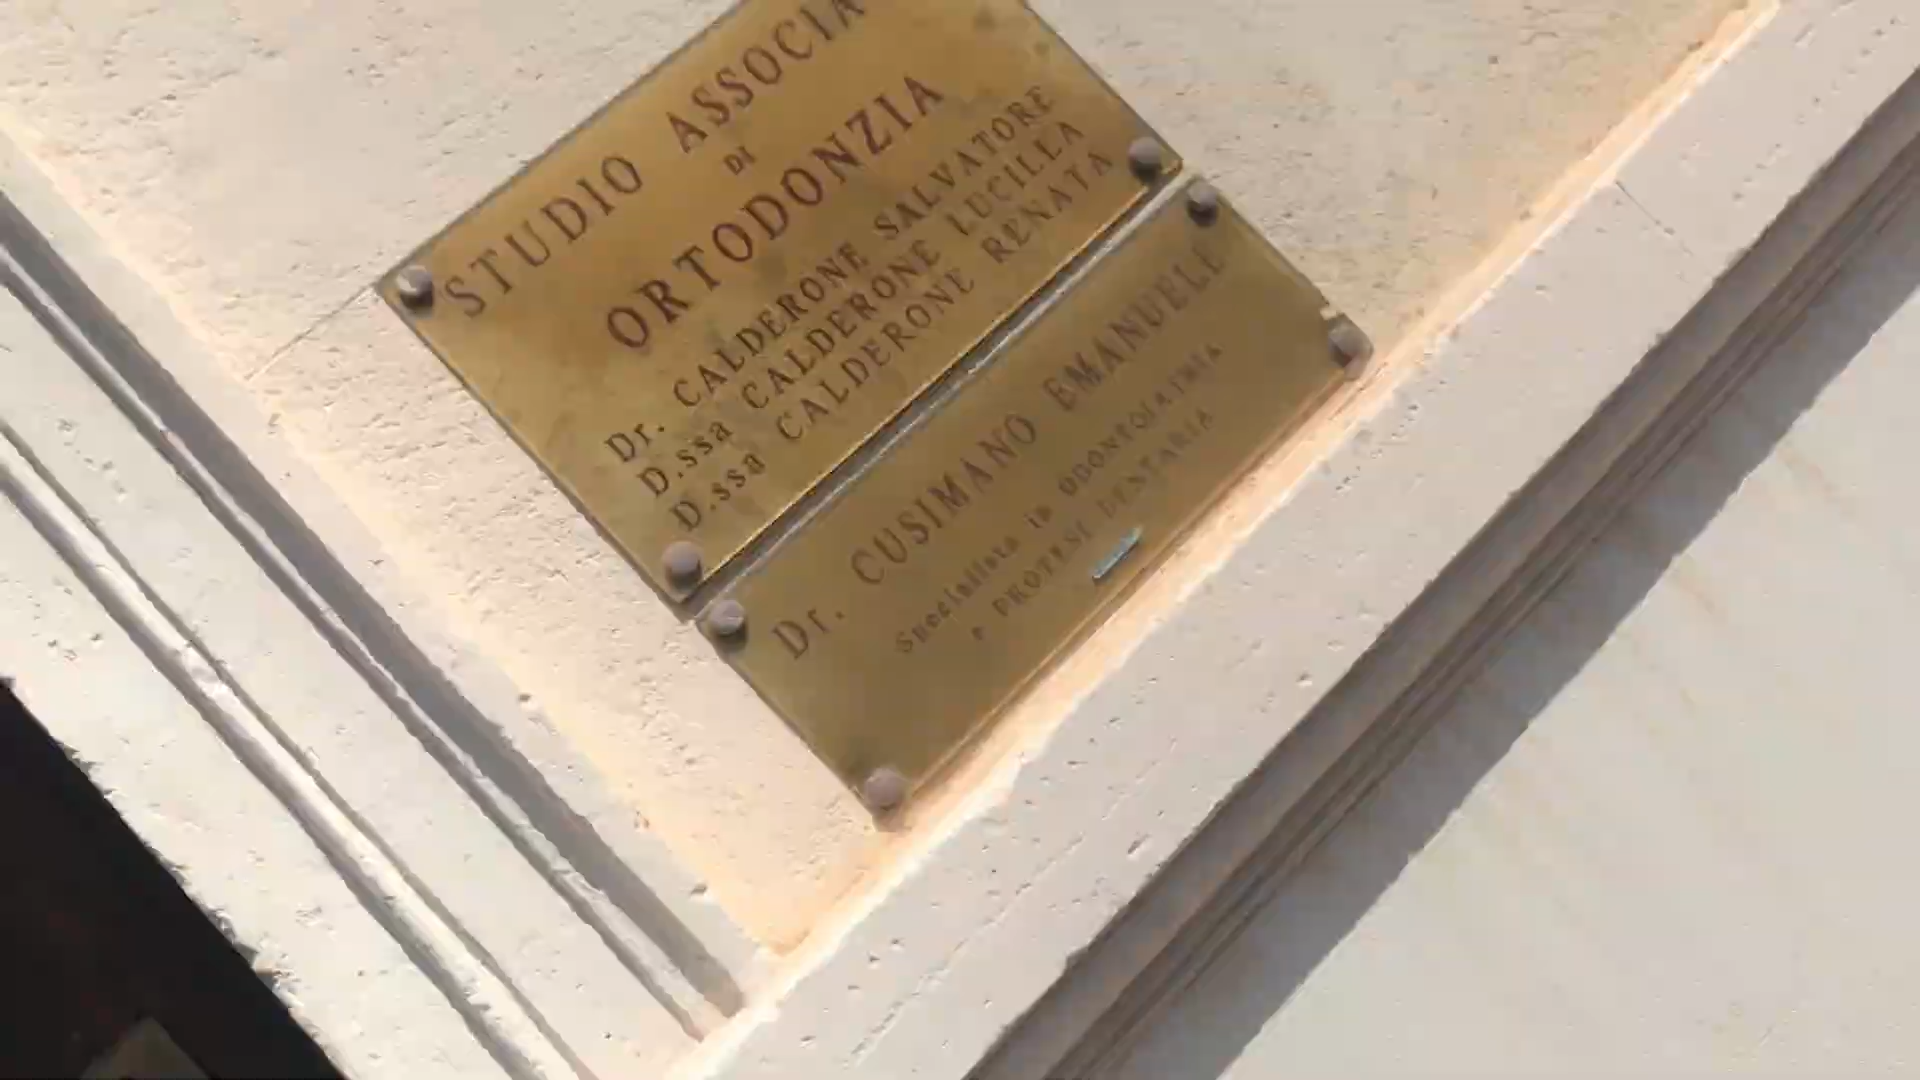 STUDIO ASSOCIA
DI
ORTODONZIA
Dr. CALDERONE SALVATORE
D.ssa CALDERONE LUCILLA
D.ssa CALDERONE RENATA
Dr. CUSIMANO EMANUELE
Specialista in ODONTOIATRIA
e PROTESI DENTARIA